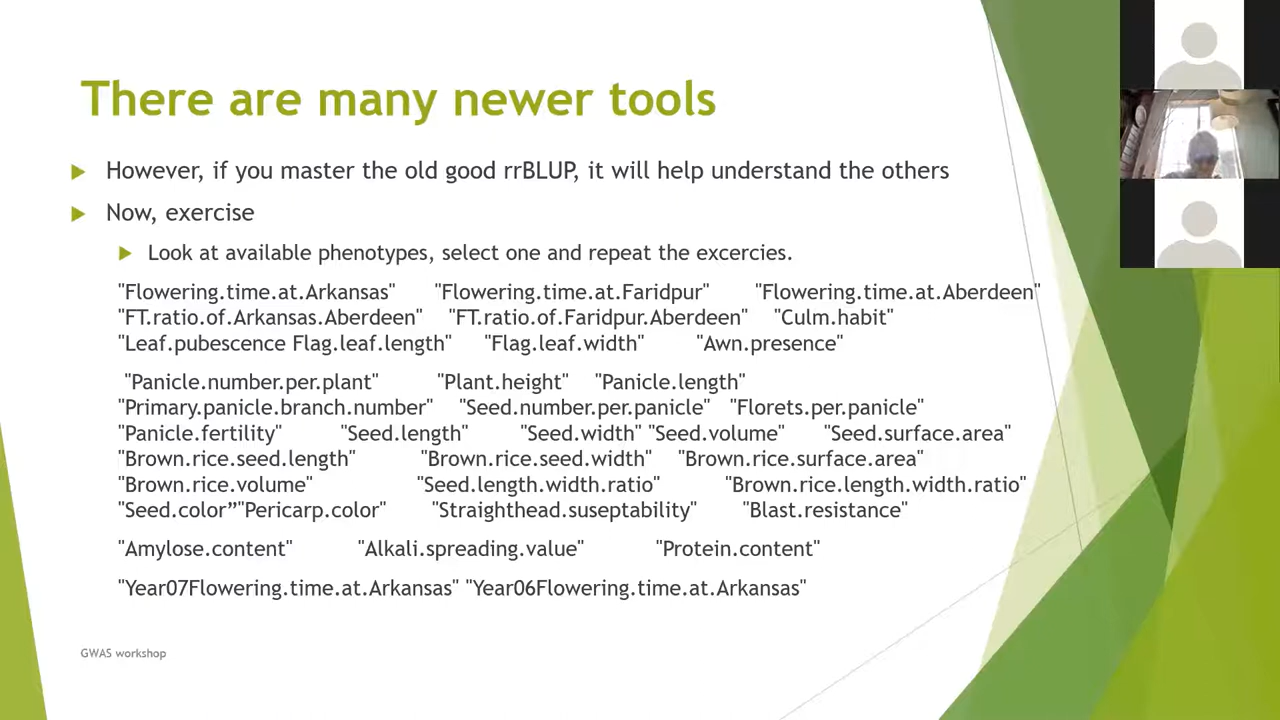 There are many newer tools
However, if you master the old good rrBLUP, it will help understand the others
Now, exercise
Look at available phenotypes, select one and repeat the excercies.
"Flowering.time.at.Arkansas" "Flowering.time.at.Faridpur" "Flowering.time.at.Aberdeen"
"FT.ratio.of.Arkansas.Aberdeen" "FT.ratio.of.Faridpur.Aberdeen" "Culm.habit"
"Leaf.pubescence Flag.leaf.length" "Flag.leaf.width" "Awn.presence"
"Panicle.number.per.plant" "Plant.height" "Panicle.length"
"Primary.panicle.branch.number" "Seed.number.per.panicle" "Florets.per.panicle"
"Panicle.fertility" "Seed.length" "Seed.width" "Seed.volume" "Seed.surface.area"
"Brown.rice.seed.length" "Brown.rice.seed.width" "Brown.rice.surface.area"
"Brown.rice.volume" "Seed.length.width.ratio" "Brown.rice.length.width.ratio"
"Seed.color”"Pericarp.color" "Straighthead.suseptability" "Blast.resistance"
"Amylose.content" "Alkali.spreading.value" "Protein.content"
"Year07Flowering.time.at.Arkansas" "Year06Flowering.time.at.Arkansas"
GWAS workshop